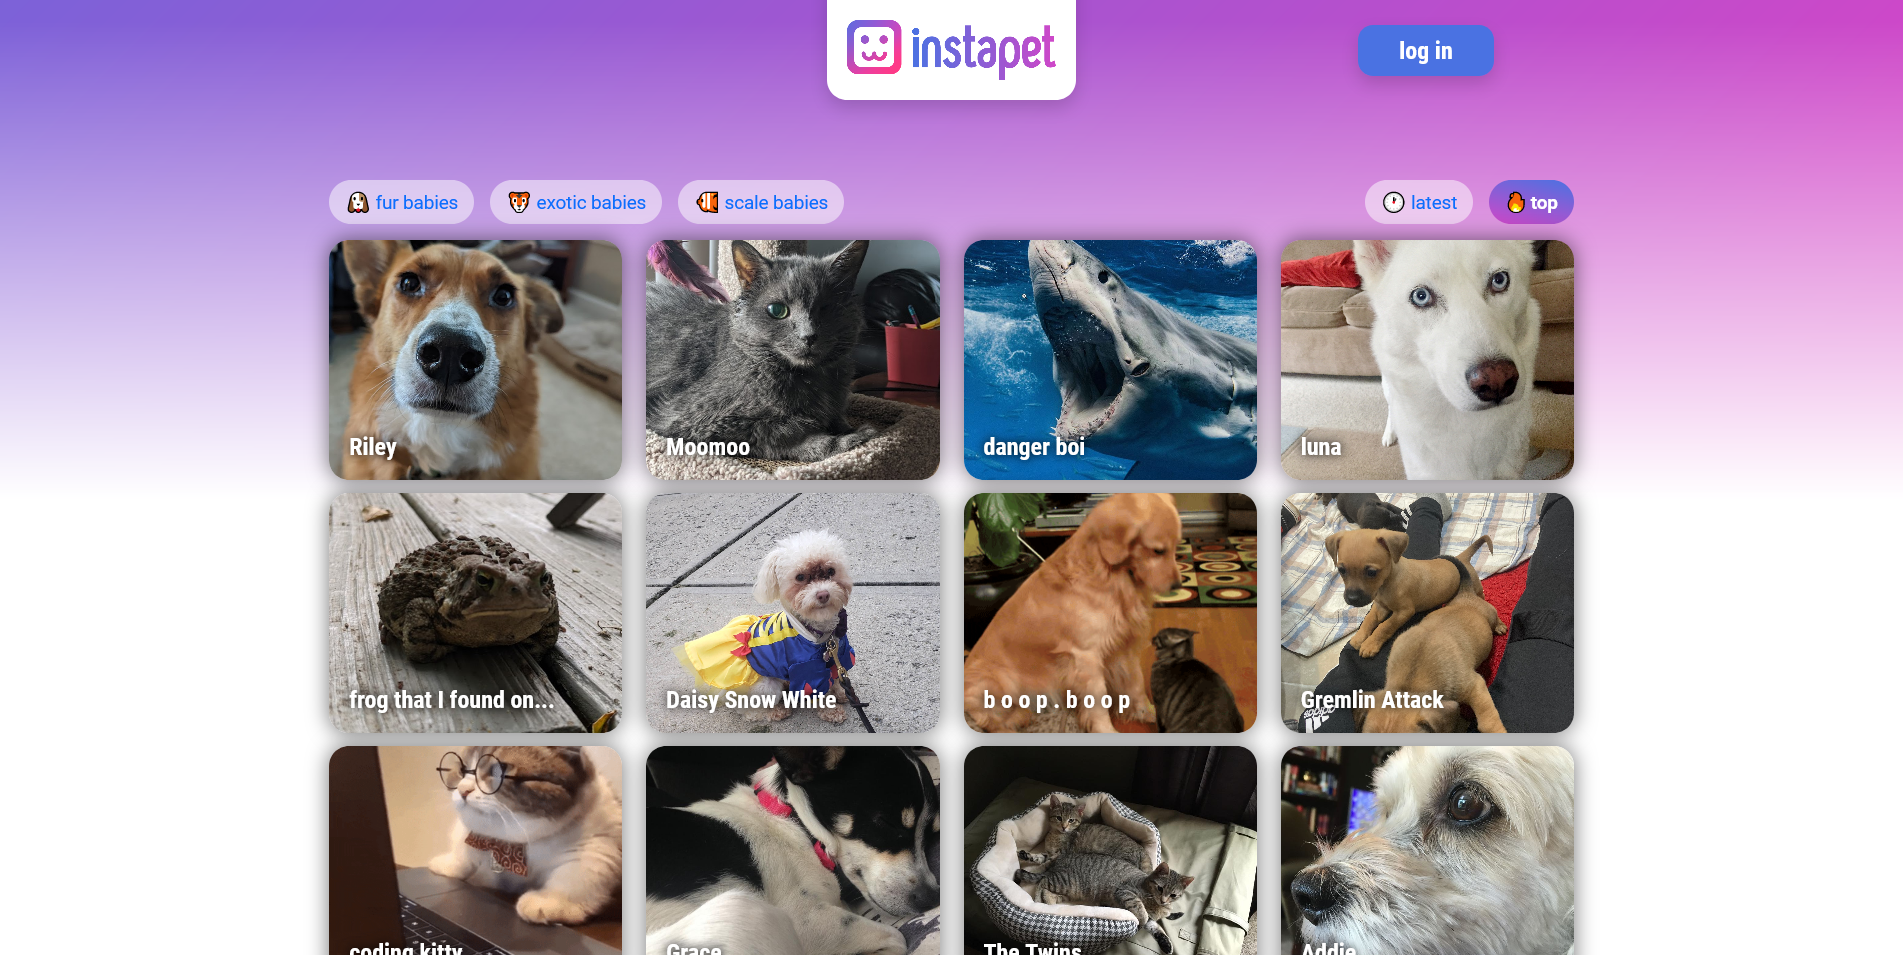 instapet
log in
fur babies
exotic babies
scale babies
latest
top
Riley
Moomoo
danger boi
luna
frog that I found on...
Daisy Snow White
b o o p . b o o p
Gremlin Attack
adidas
coding kitty
Grace
The Twins
Addie